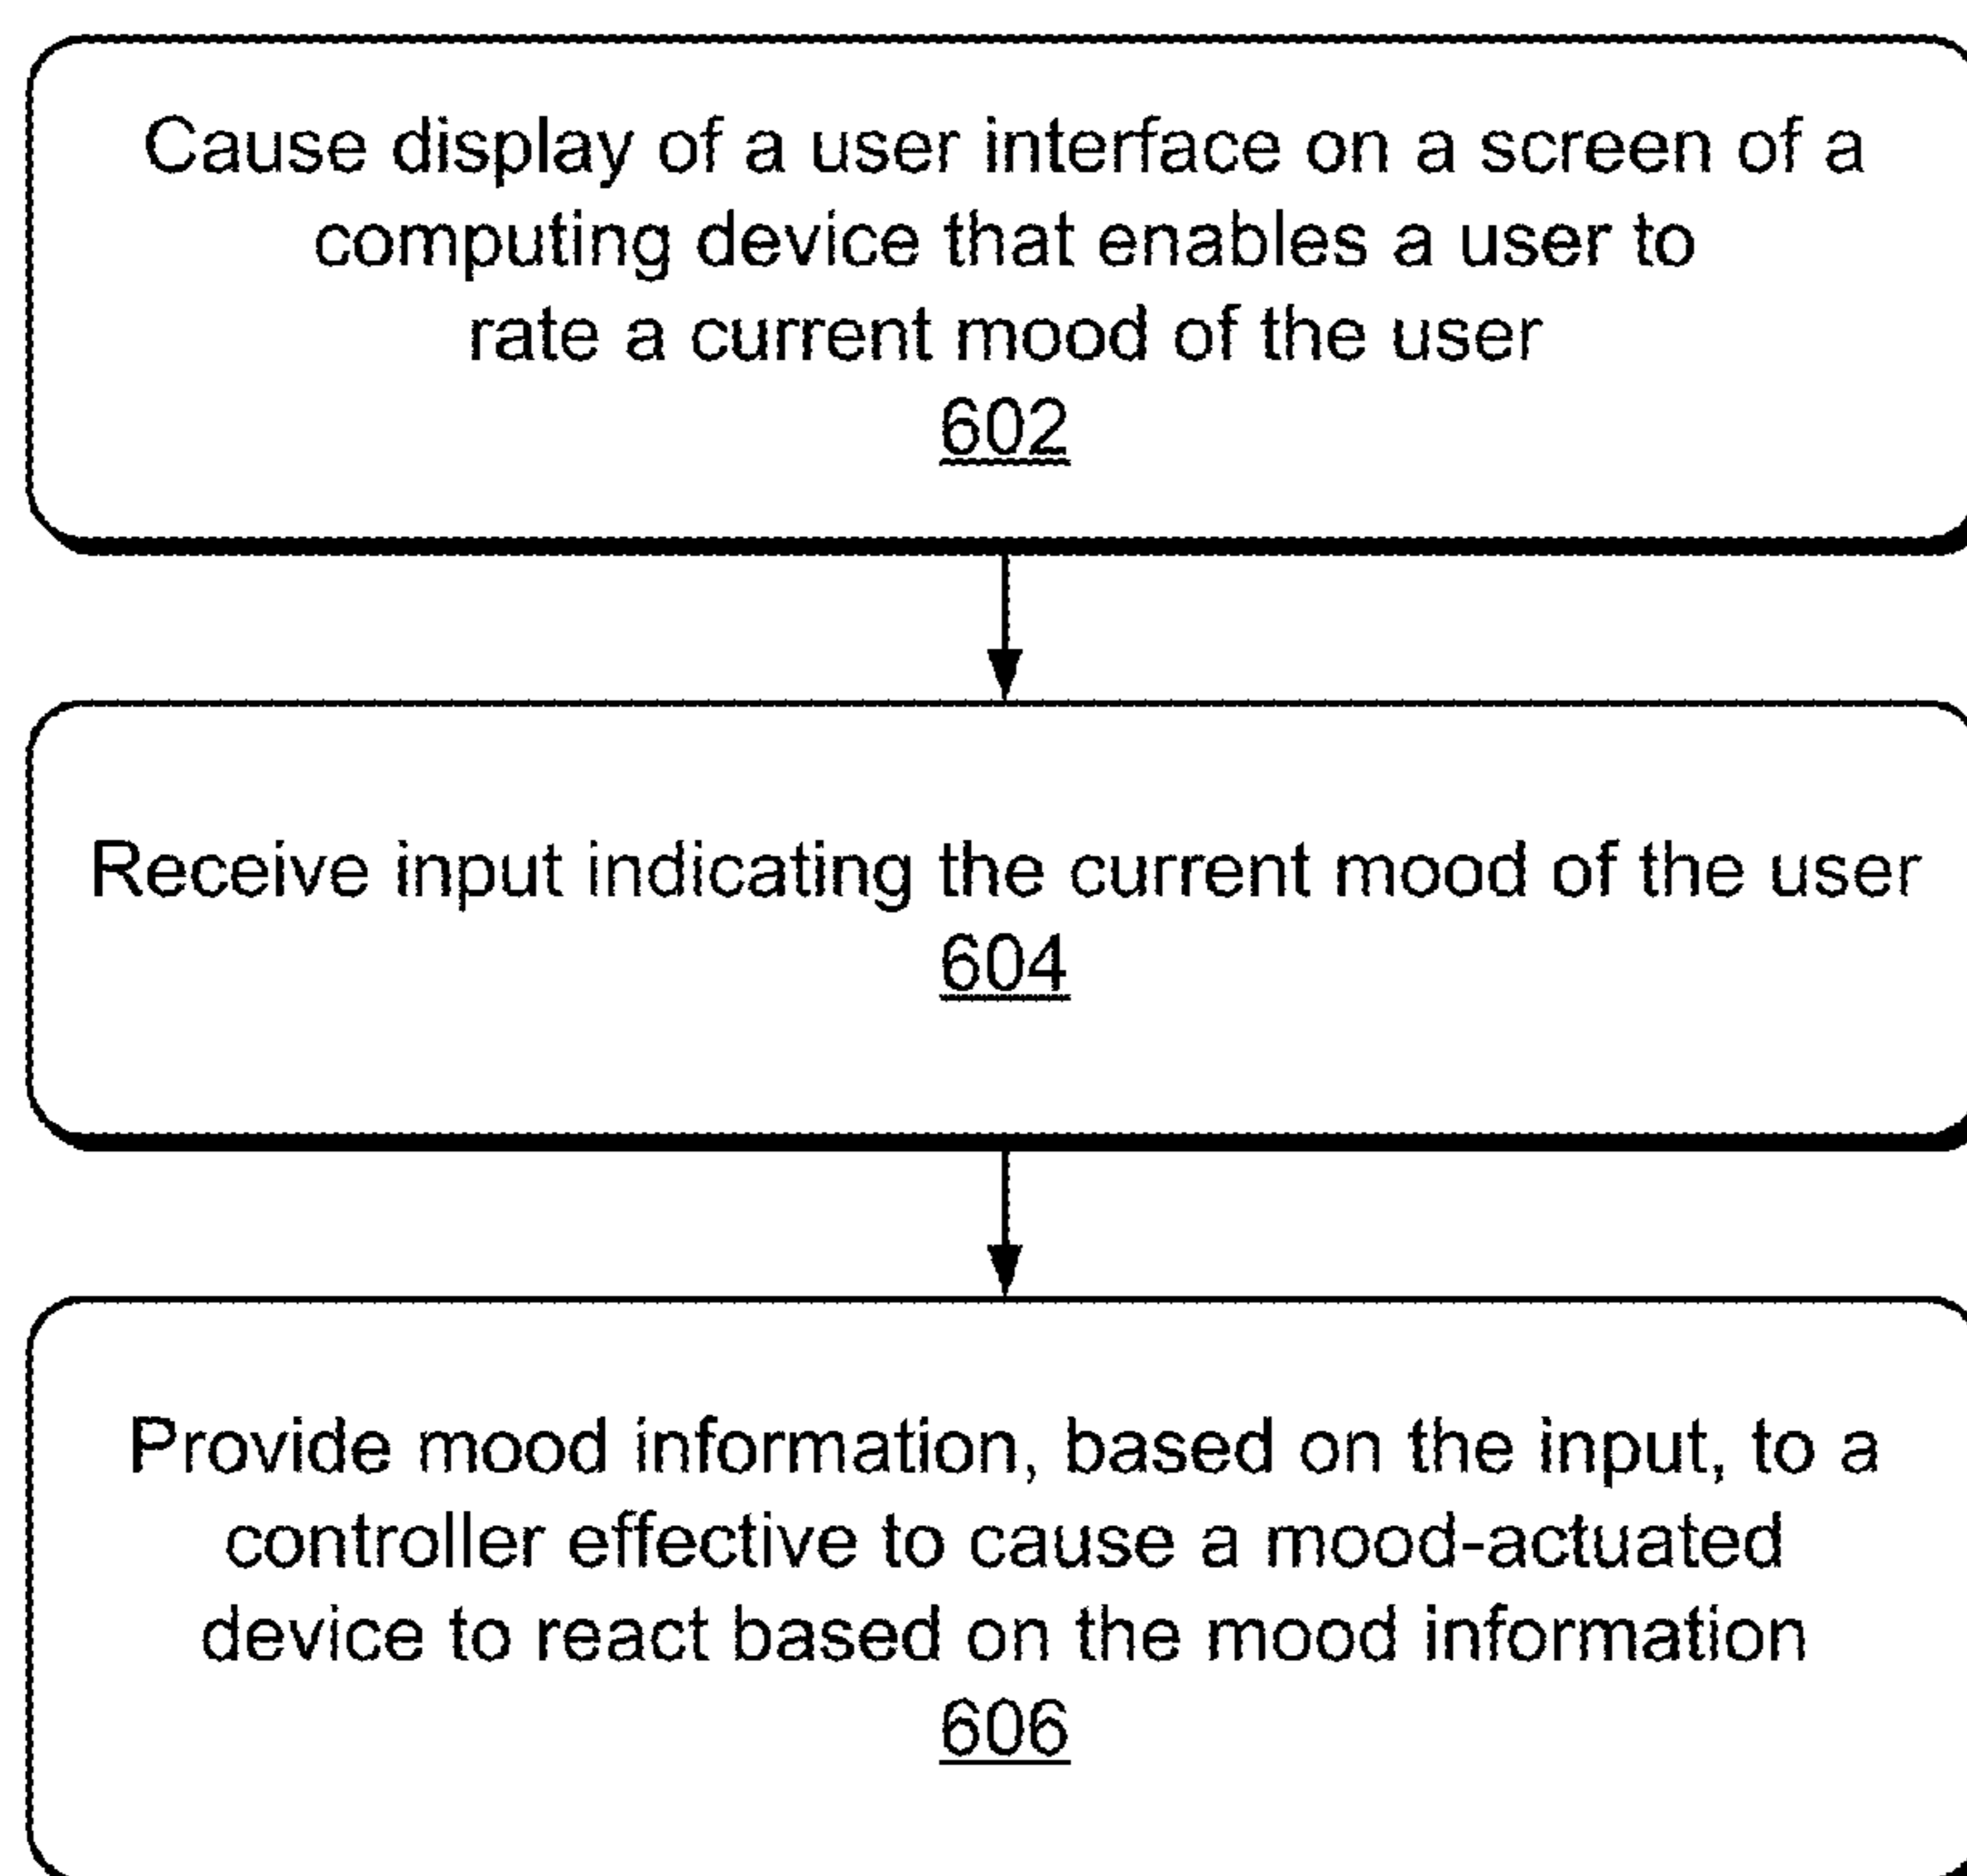 Cause display of a user interface on a screen of a
computing device that enables a user to
rate a current mood of the user
602
Receive input indicating the current mood of the user
604
Provide mood information, based on the input, to a
controller effective to cause a mood-actuated
device to react based on the mood information
606